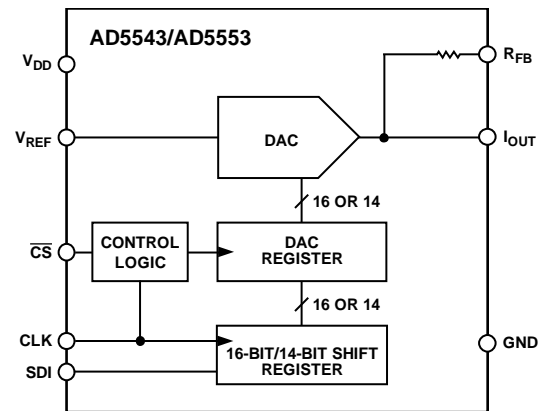 AD5543/AD5553
VDD
RFB
VREF
DAC
IOUT
16 OR 14
CS
CONTROL
LOGIC
DAC
REGISTER
16 OR 14
CLK
GND
SDI
16-BIT/14-BIT SHIFT
REGISTER